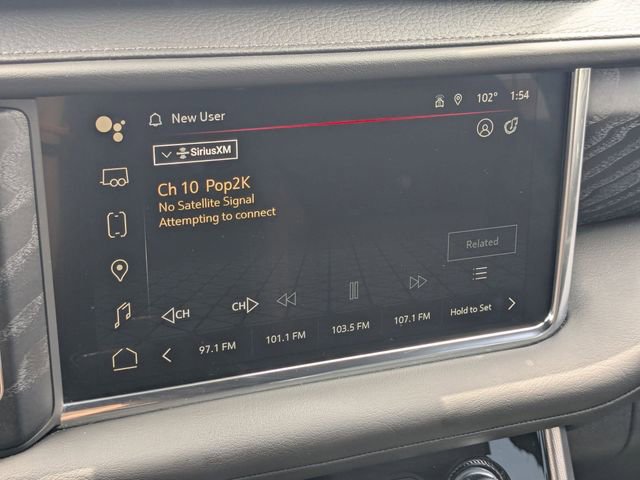 New User
102° 1:54
SiriusXM
Ch 10 Pop2K
No Satellite Signal
Attempting to connect
Related
CH
CH
97.1 FM
101.1 FM
103.5 FM
107.1 FM
Hold to Set